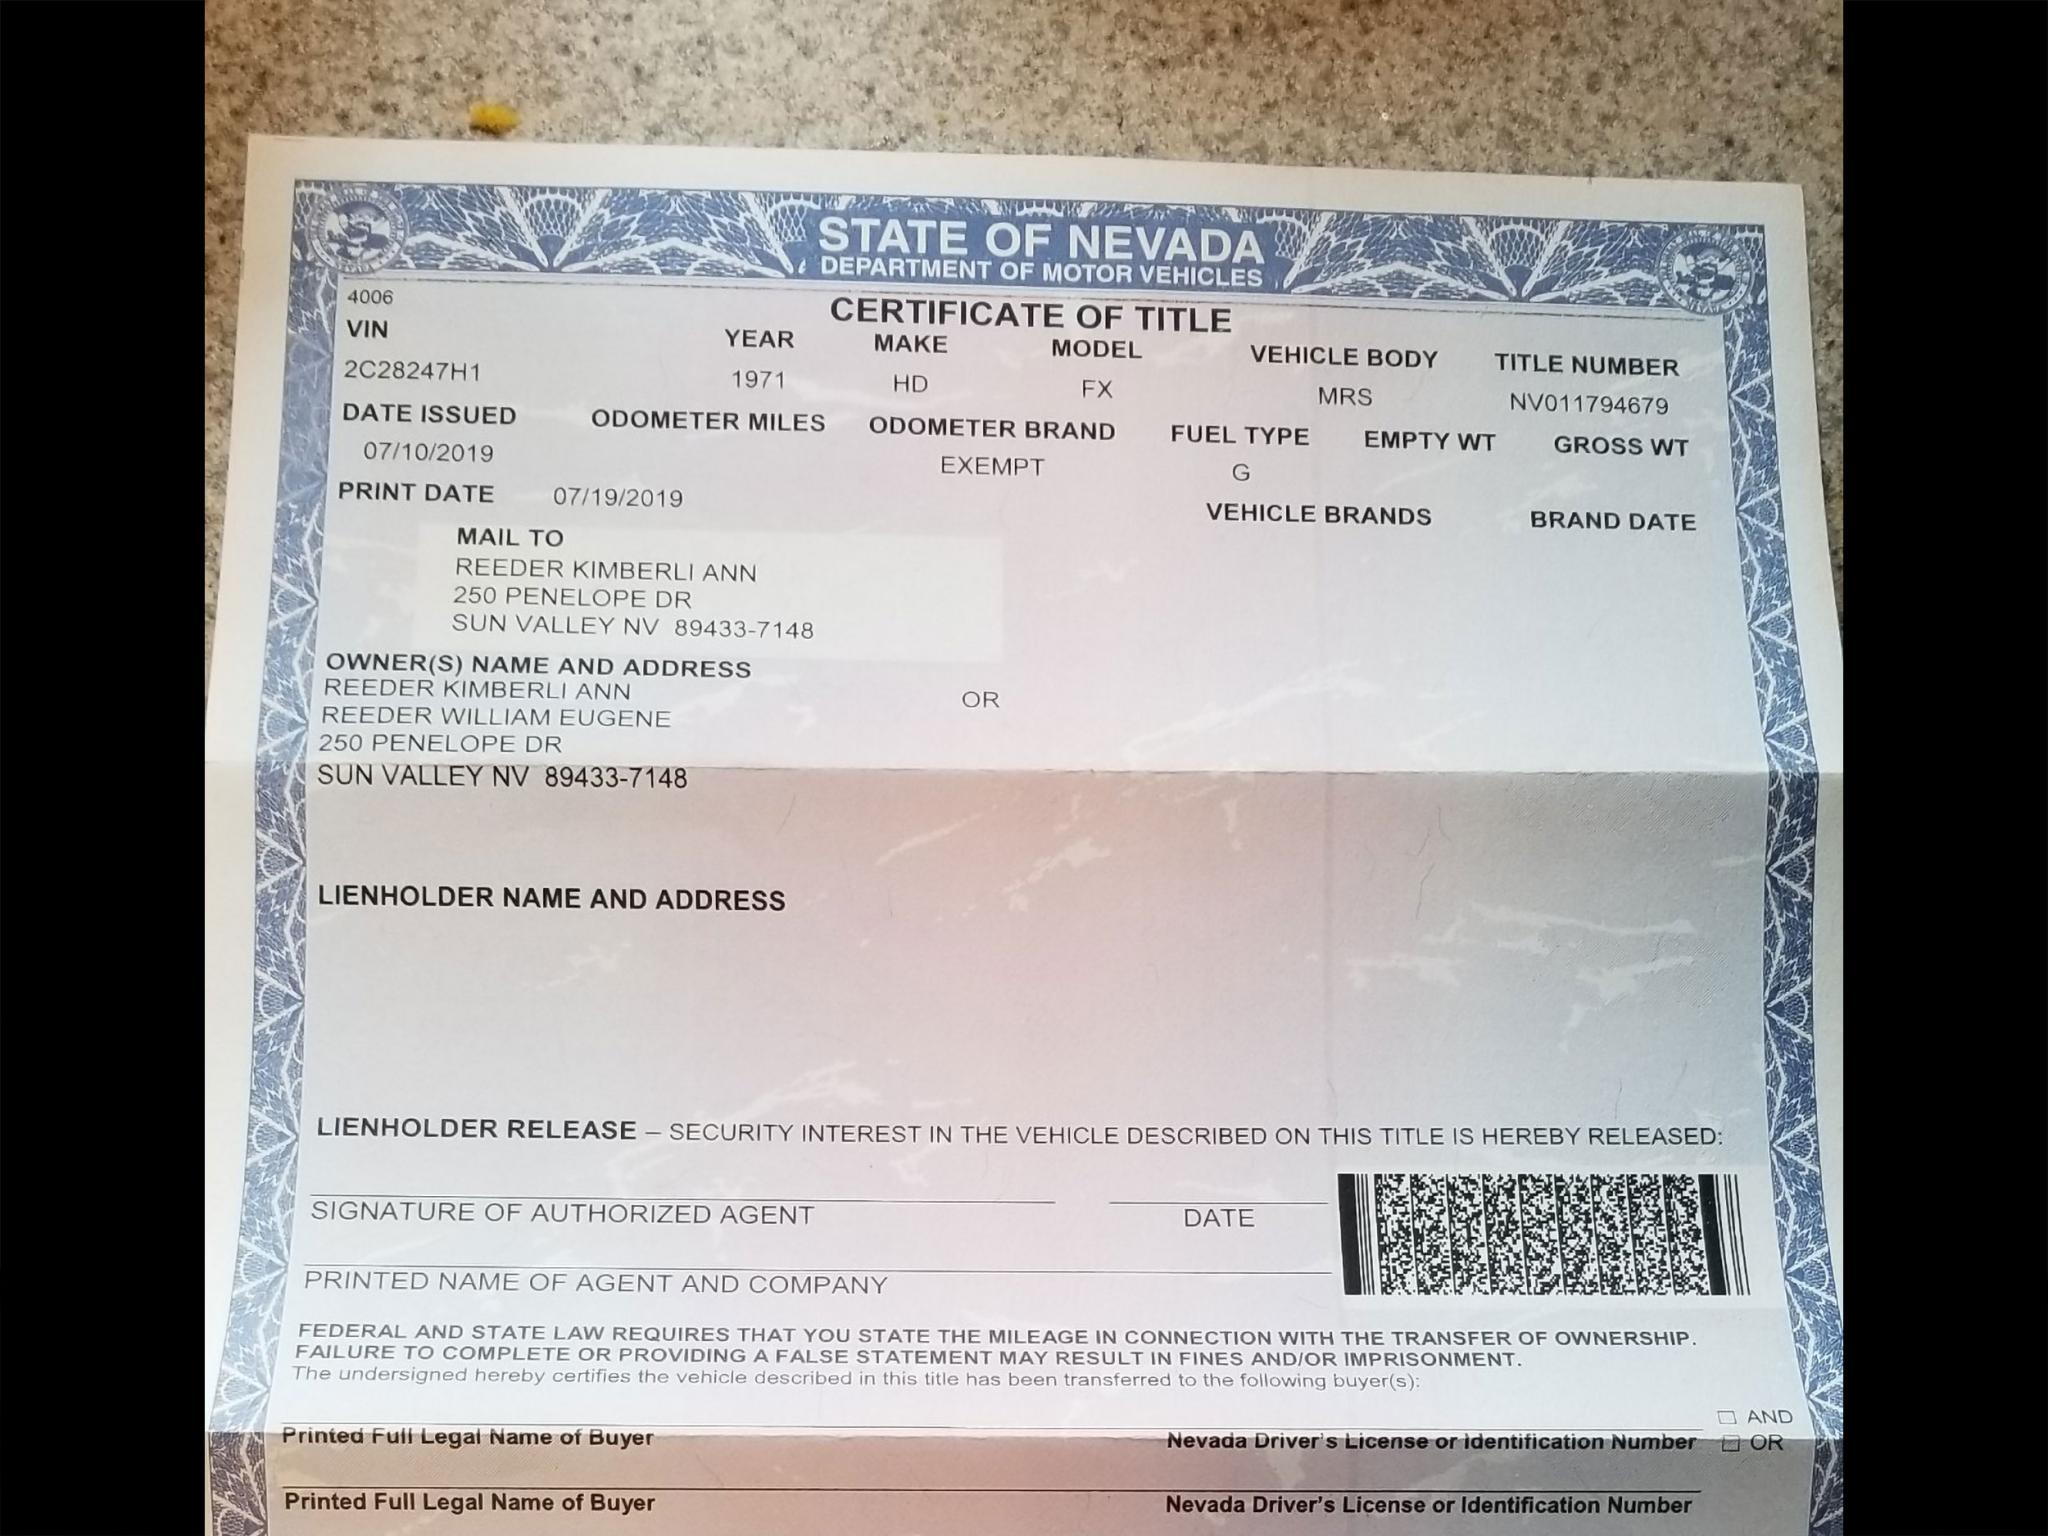 STATE OF NEVADA
DEPARTMENT OF MOTOR VEHICLES
CERTIFICATE OF TITLE
4006
VIN YEAR MAKE MODEL VEHICLE BODY TITLE NUMBER
2C28247H1 1971 HD FX MRS NV011794679
DATE ISSUED ODOMETER MILES ODOMETER BRAND FUEL TYPE EMPTY WT GROSS WT
07/10/2019 EXEMPT G
PRINT DATE 07/19/2019 VEHICLE BRANDS BRAND DATE
MAIL TO
REEDER KIMBERLI ANN
250 PENELOPE DR
SUN VALLEY NV 89433-7148
OWNER(S) NAME AND ADDRESS
REEDER KIMBERLI ANN OR
REEDER WILLIAM EUGENE
250 PENELOPE DR
SUN VALLEY NV 89433-7148
LIENHOLDER NAME AND ADDRESS
LIENHOLDER RELEASE – SECURITY INTEREST IN THE VEHICLE DESCRIBED ON THIS TITLE IS HEREBY RELEASED:
SIGNATURE OF AUTHORIZED AGENT DATE
PRINTED NAME OF AGENT AND COMPANY
FEDERAL AND STATE LAW REQUIRES THAT YOU STATE THE MILEAGE IN CONNECTION WITH THE TRANSFER OF OWNERSHIP.
FAILURE TO COMPLETE OR PROVIDING A FALSE STATEMENT MAY RESULT IN FINES AND/OR IMPRISONMENT.
The undersigned hereby certifies the vehicle described in this title has been transferred to the following buyer(s):
AND
Printed Full Legal Name of Buyer Nevada Driver's License or Identification Number OR
Printed Full Legal Name of Buyer Nevada Driver's License or Identification Number